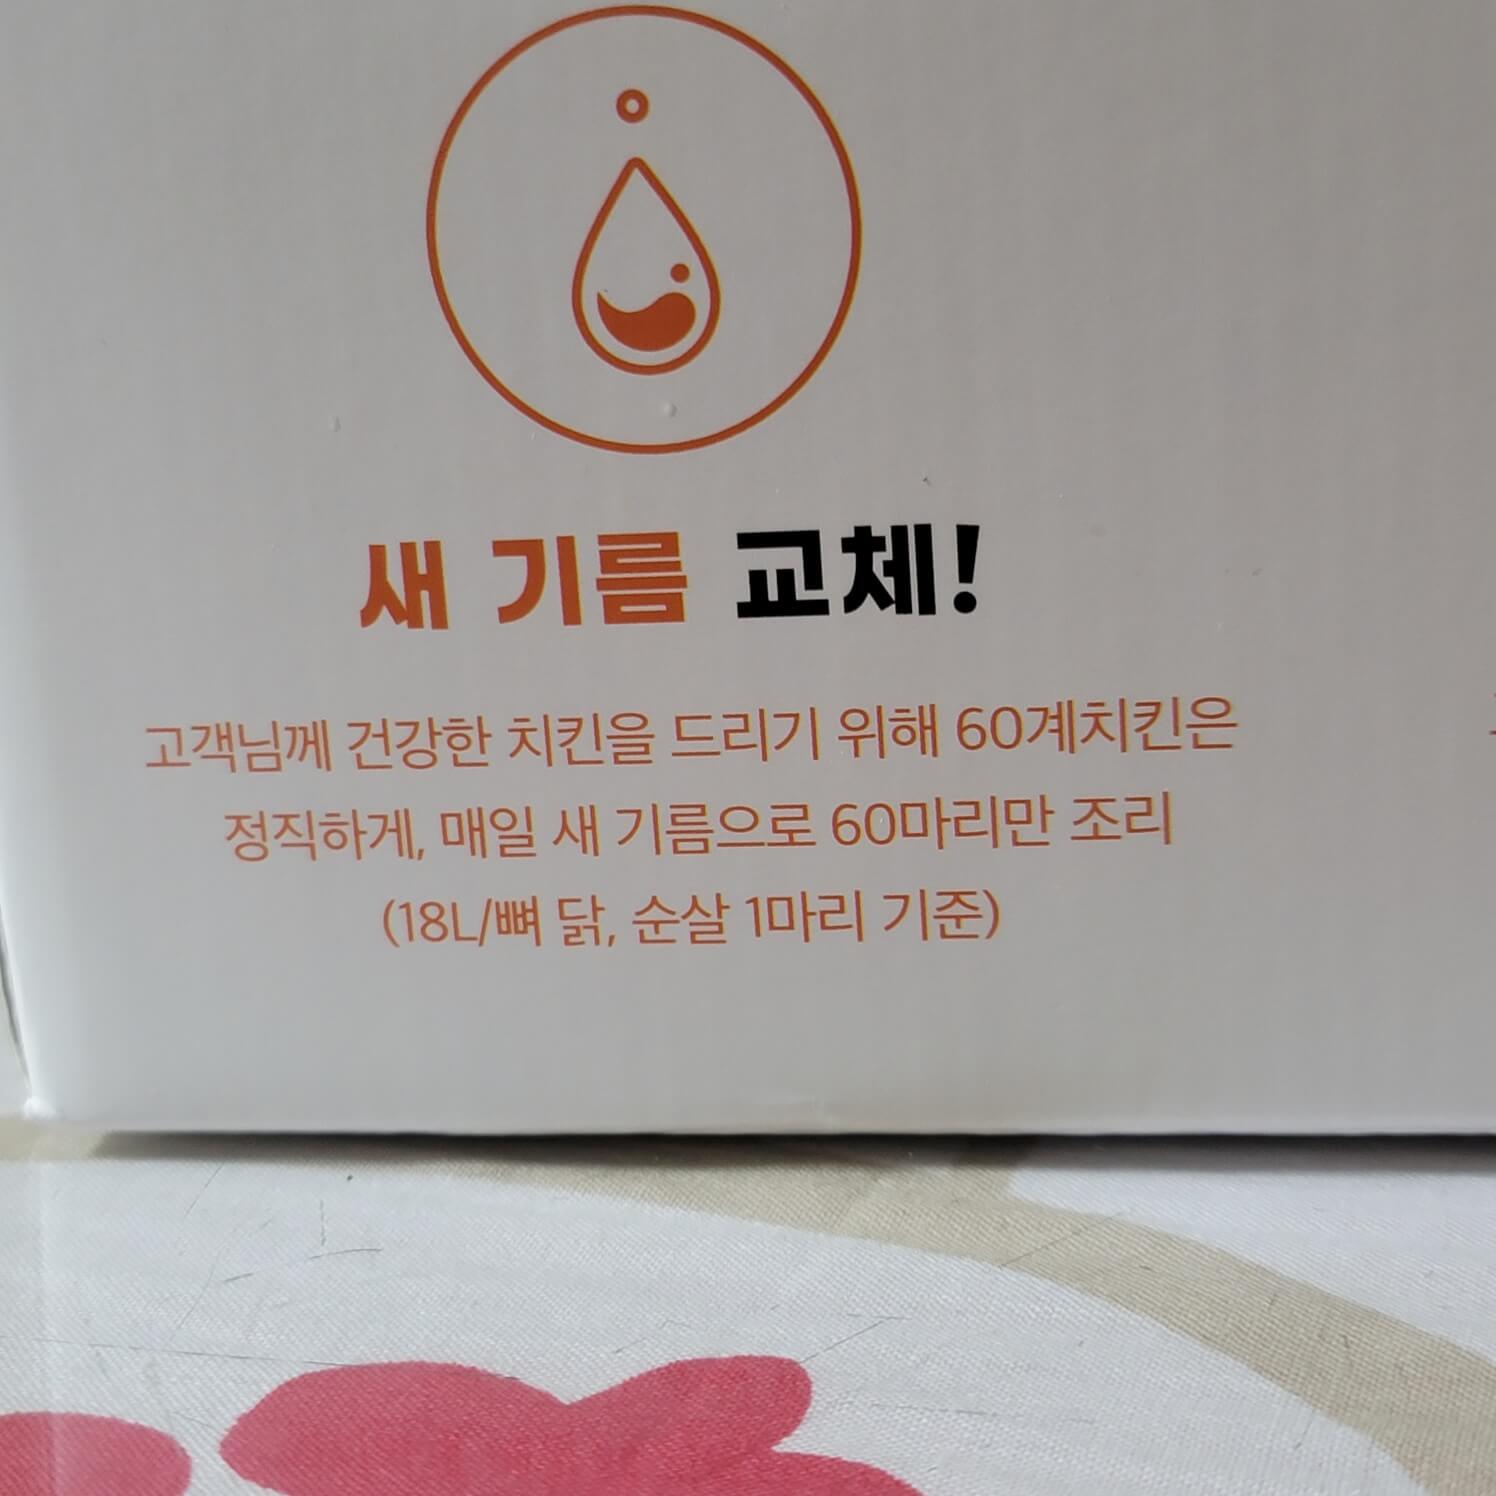 새 기름 교체!
고객님께 건강한 치킨을 드리기 위해 60계치킨은
정직하게, 매일 새 기름으로 60마리만 조리
(18L/뼈 닭, 순살 1마리 기준)